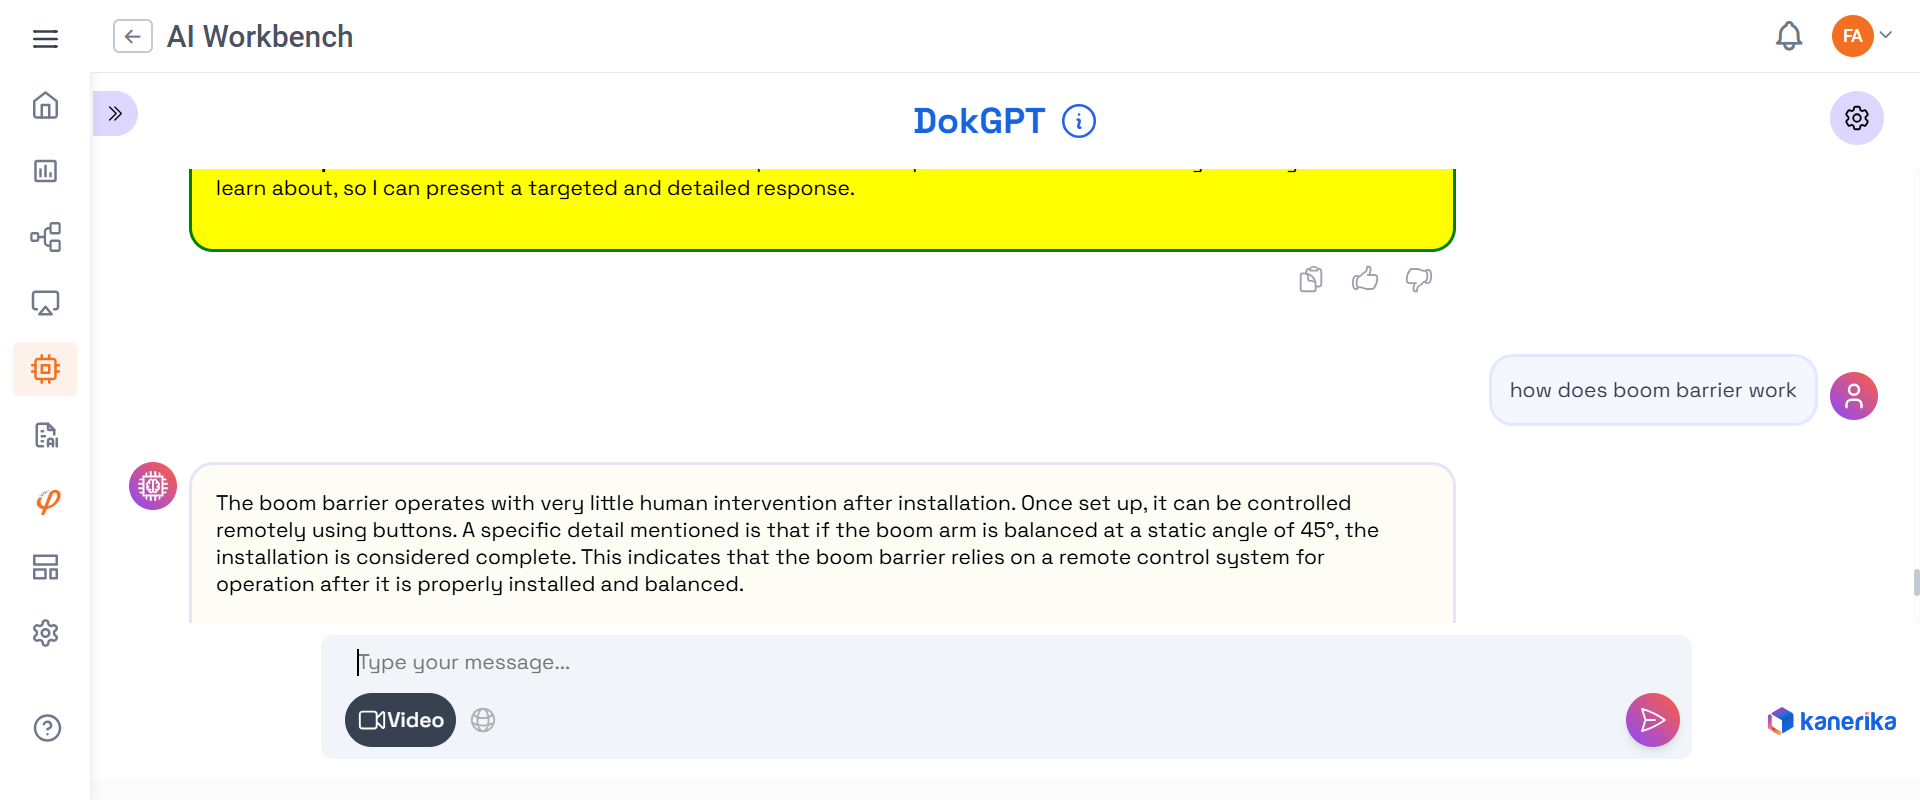 AI Workbench
FA
DokGPT
learn about, so I can present a targeted and detailed response.
how does boom barrier work
The boom barrier operates with very little human intervention after installation. Once set up, it can be controlled
remotely using buttons. A specific detail mentioned is that if the boom arm is balanced at a static angle of 45°, the
installation is considered complete. This indicates that the boom barrier relies on a remote control system for
operation after it is properly installed and balanced.
Type your message...
Video
kanerika